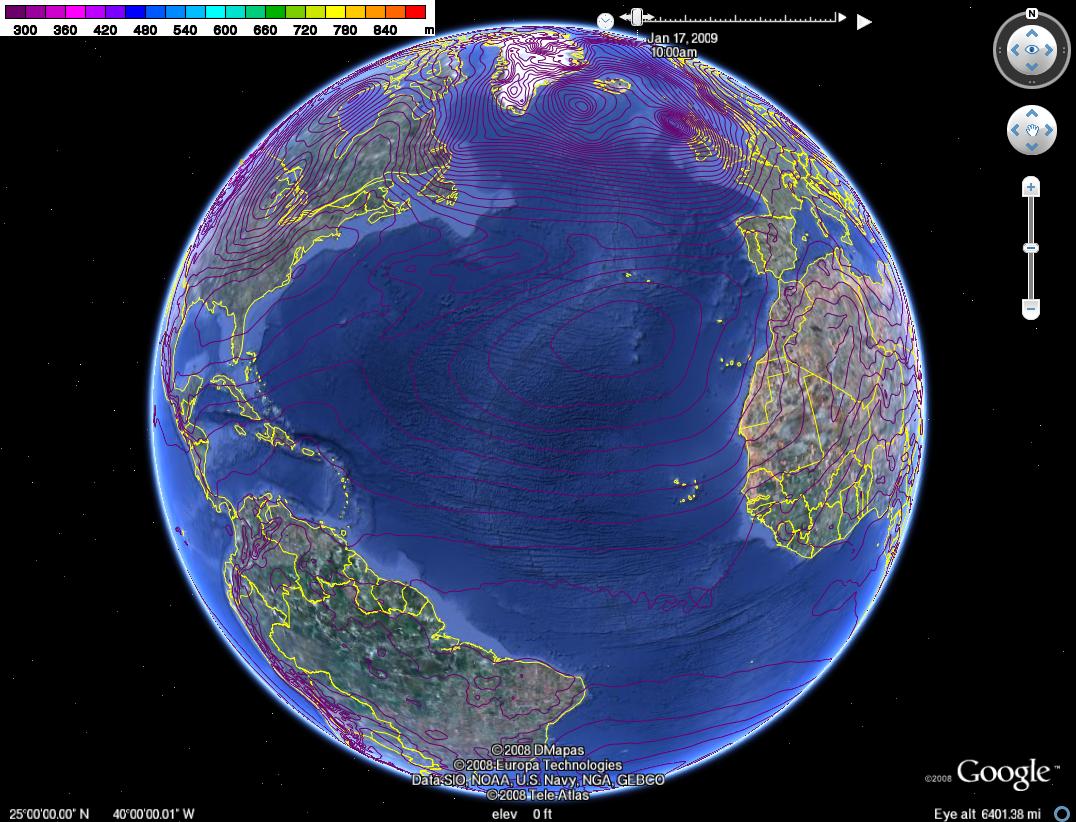 300 360 420 480 540 600 660 720 780 840 m
Jan 17, 2009
10:00am
N
©2008 DMapas
©2008 Europa Technologies
Data SIO, NOAA, U.S. Navy, NGA, GEBCO
©2008 Tele Atlas
©2008 Google™
25°00'00.00" N 40°00'00.01" W elev 0 ft Eye alt 6401.38 mi